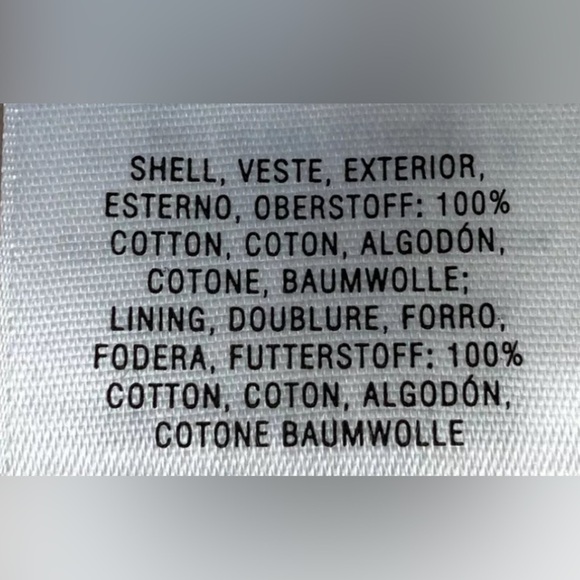 SHELL, VESTE, EXTERIOR,
ESTERNO, OBERSTOFF: 100%
COTTON, COTON, ALGODÓN,
COTONE, BAUMWOLLE;
LINING, DOUBLURE, FORRO,
FODERA, FUTTERSTOFF: 100%
COTTON, COTON, ALGODÓN,
COTONE BAUMWOLLE